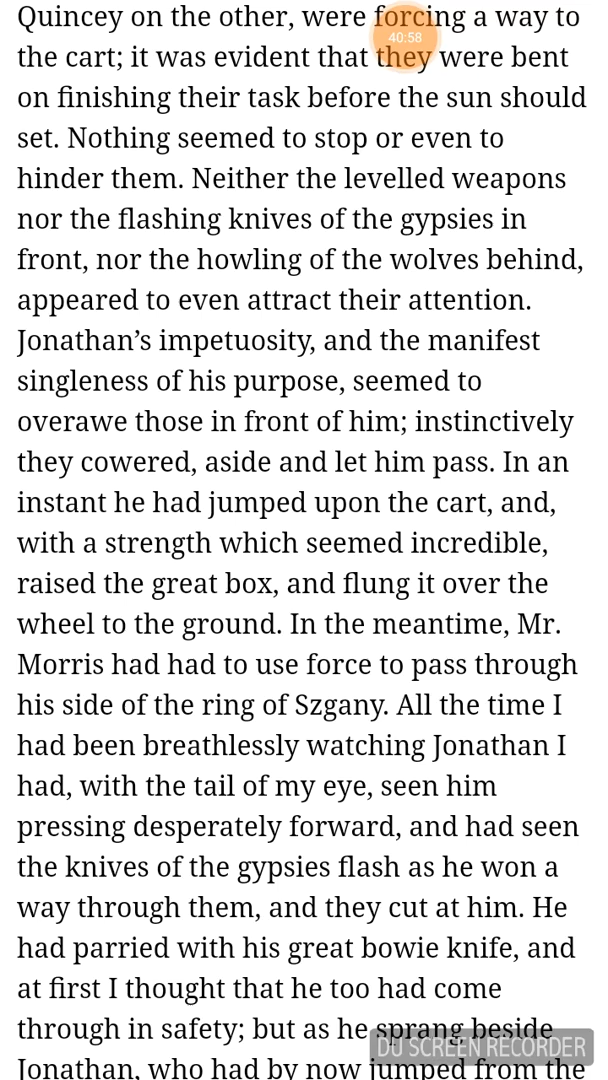 Quincey on the other, were forcing a way to
40:58
the cart; it was evident that they were bent
on finishing their task before the sun should
set. Nothing seemed to stop or even to
hinder them. Neither the levelled weapons
nor the flashing knives of the gypsies in
front, nor the howling of the wolves behind,
appeared to even attract their attention.
Jonathan’s impetuosity, and the manifest
singleness of his purpose, seemed to
overawe those in front of him; instinctively
they cowered, aside and let him pass. In an
instant he had jumped upon the cart, and,
with a strength which seemed incredible,
raised the great box, and flung it over the
wheel to the ground. In the meantime, Mr.
Morris had had to use force to pass through
his side of the ring of Szgany. All the time I
had been breathlessly watching Jonathan I
had, with the tail of my eye, seen him
pressing desperately forward, and had seen
the knives of the gypsies flash as he won a
way through them, and they cut at him. He
had parried with his great bowie knife, and
at first I thought that he too had come
through in safety; but as he sprang beside
DU SCREEN RECORDER
Jonathan, who had by now jumped from the